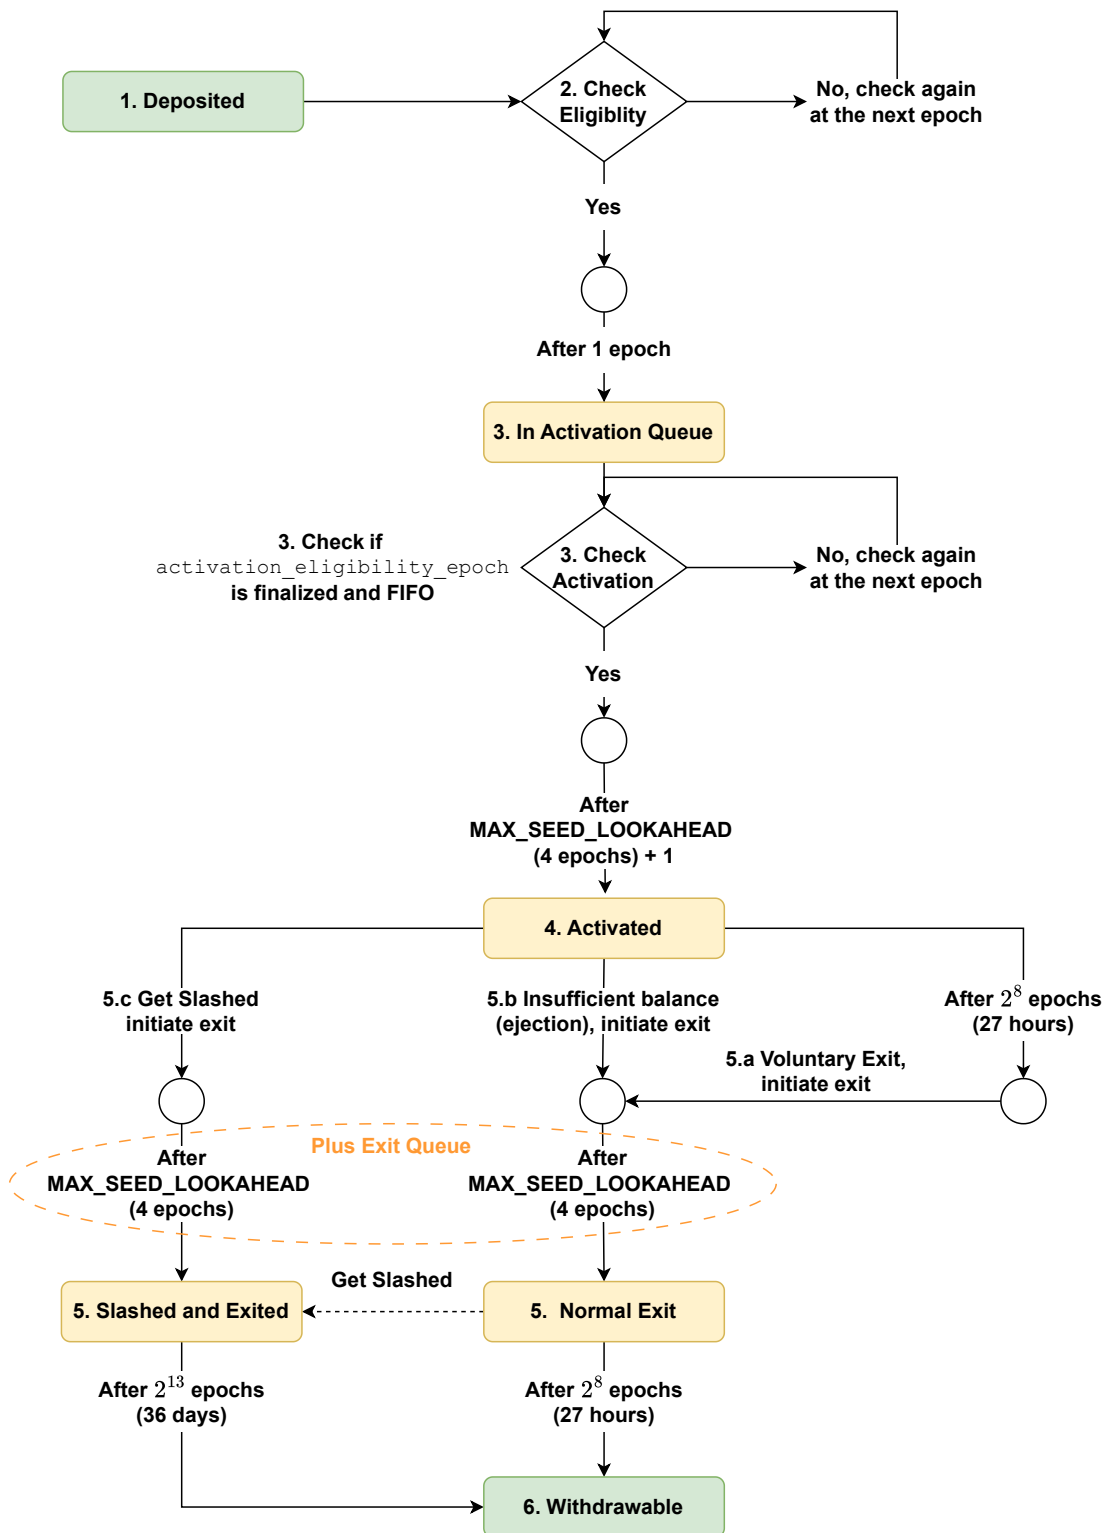 1. Deposited
2. Check
Eligiblity
No, check again
at the next epoch
Yes
After 1 epoch
3. In Activation Queue
3. Check if
activation_eligibility_epoch
is finalized and FIFO
3. Check
Activation
No, check again
at the next epoch
Yes
After
MAX_SEED_LOOKAHEAD
(4 epochs) + 1
4. Activated
5.c Get Slashed
initiate exit
5.b Insufficient balance
(ejection), initiate exit
After 2^8 epochs
(27 hours)
5.a Voluntary Exit,
initiate exit
Plus Exit Queue
After
MAX_SEED_LOOKAHEAD
(4 epochs)
After
MAX_SEED_LOOKAHEAD
(4 epochs)
Get Slashed
5. Slashed and Exited
5. Normal Exit
After 2^13 epochs
(36 days)
After 2^8 epochs
(27 hours)
6. Withdrawable